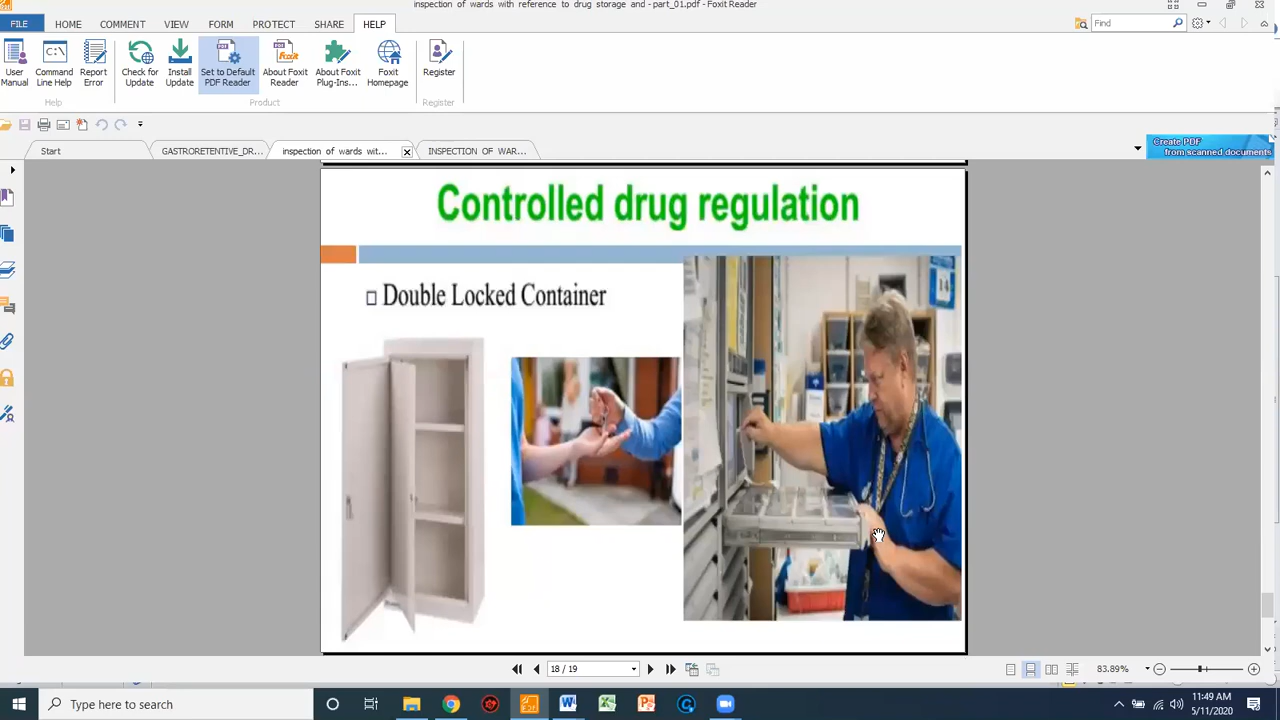 inspection of wards with reference to drug storage and -part_01.pdf - Foxit Reader
FILE HOME COMMENT VIEW FORM PROTECT SHARE HELP
Find
User Manual
Command Line Help
Report Error
Check for Update
Install Update
Set to Default PDF Reader
About Foxit Reader
About Foxit Plug-Ins...
Foxit Homepage
Register
Help
Product
Register
Start
GASTRORETENTIVE_DR...
inspection of wards wit...
INSPECTION OF WAR...
Create PDF
from scanned documents
Controlled drug regulation
Double Locked Container
18 / 19
83.89%
Type here to search
11:49 AM
5/11/2020